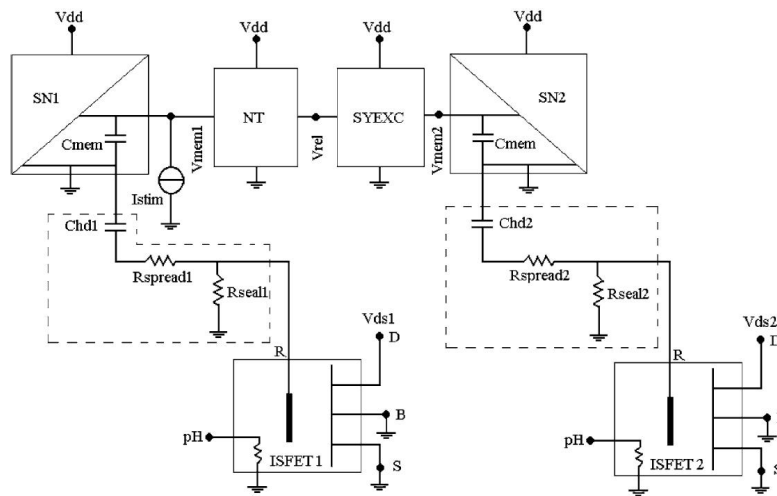 Vdd
Vdd
Vdd
Vdd
SN1
NT
SYEXC
SN2
Cmem
Vmem1
Vrel
Vmem2
Cmem
Istim
Chd1
Chd2
Rspread1
Rspread2
Rseal1
Rseal2
Vds1
Vds2
D
D
R
R
B
pH
pH
S
S
ISFET 1
ISFET 2